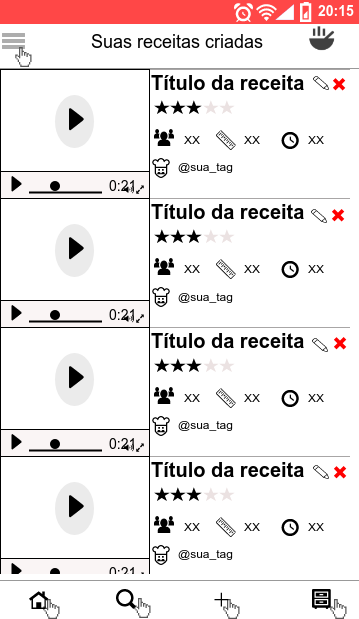 20:15
Suas receitas criadas
Título da receita
XX XX XX
0:21
@sua_tag
Título da receita
XX XX XX
0:21
@sua_tag
Título da receita
XX XX XX
0:21
@sua_tag
Título da receita
XX XX XX
@sua_tag